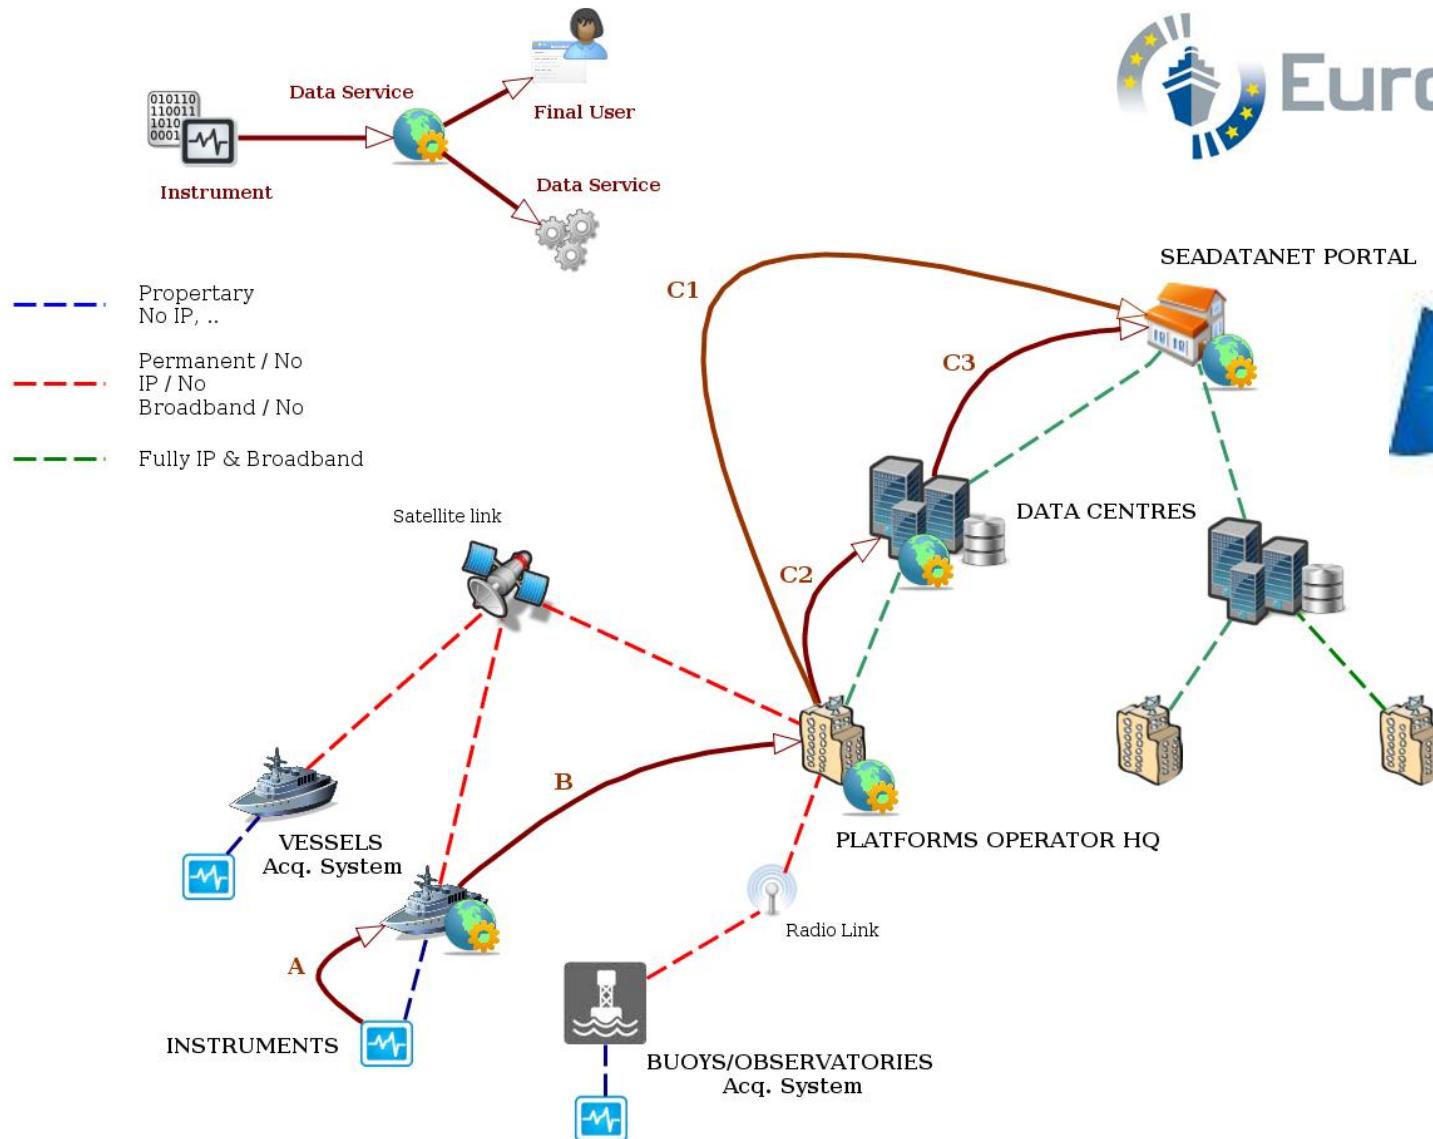 010110
110011
1010
0001
Data Service
Final User
Instrument
Data Service
Euro
Propertary
No IP, ..
Permanent / No
IP / No
Broadband / No
Fully IP & Broadband
SEADATANET PORTAL
C1
C3
DATA CENTRES
Satellite link
C2
B
VESSELS
Acq. System
PLATFORMS OPERATOR HQ
Radio Link
A
INSTRUMENTS
BUOYS/OBSERVATORIES
Acq. System